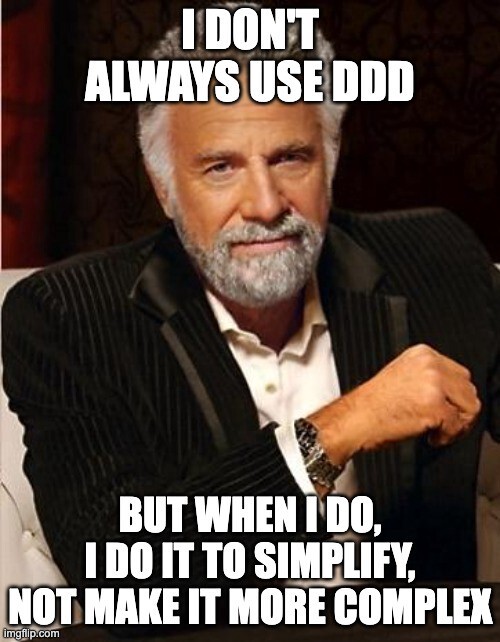 I DON'T
ALWAYS USE DDD
BUT WHEN I DO,
I DO IT TO SIMPLIFY,
NOT MAKE IT MORE COMPLEX
imgflip.com